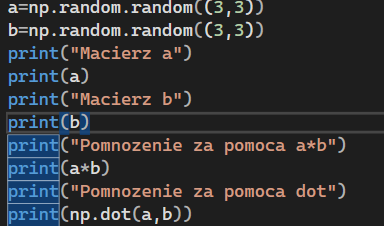 a=np.random.random((3,3))
b=np.random.random((3,3))
print("Macierz a")
print(a)
print("Macierz b")
print(b)
print("Pomnozenie za pomoca a*b")
print(a*b)
print("Pomnozenie za pomoca dot")
print(np.dot(a,b))